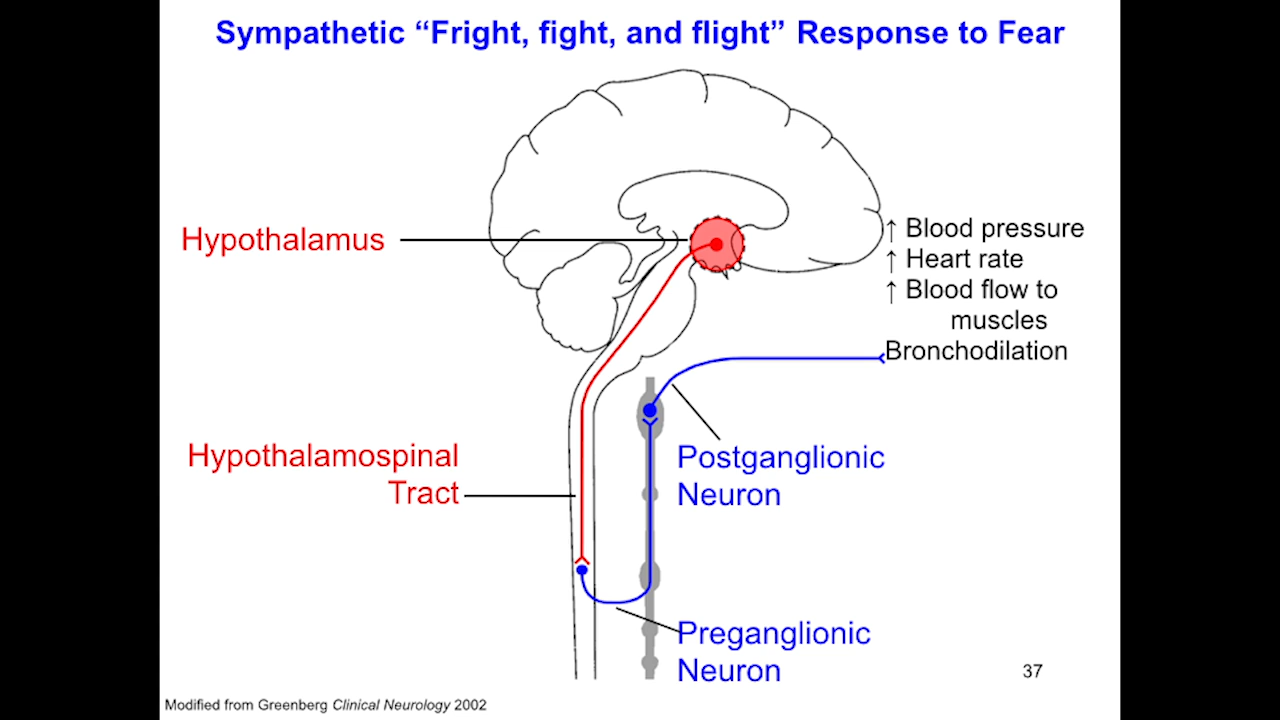 Sympathetic “Fright, fight, and flight” Response to Fear
Hypothalamus
↑ Blood pressure
↑ Heart rate
↑ Blood flow to
muscles
Bronchodilation
Hypothalamospinal
Tract
Postganglionic
Neuron
Preganglionic
Neuron
37
Modified from Greenberg Clinical Neurology 2002